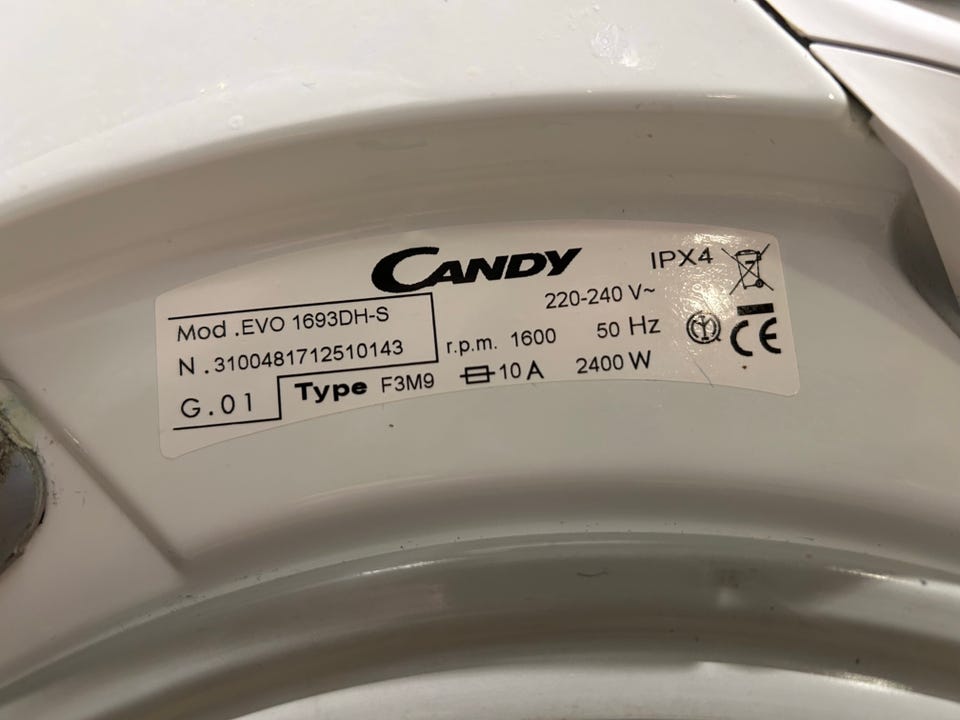 CANDY
IPX4
Mod .EVO 1693DH-S
220-240 V~
N .3100481712510143
r.p.m. 1600 50 Hz
CE
G.01
Type F3M9 10 A 2400 W